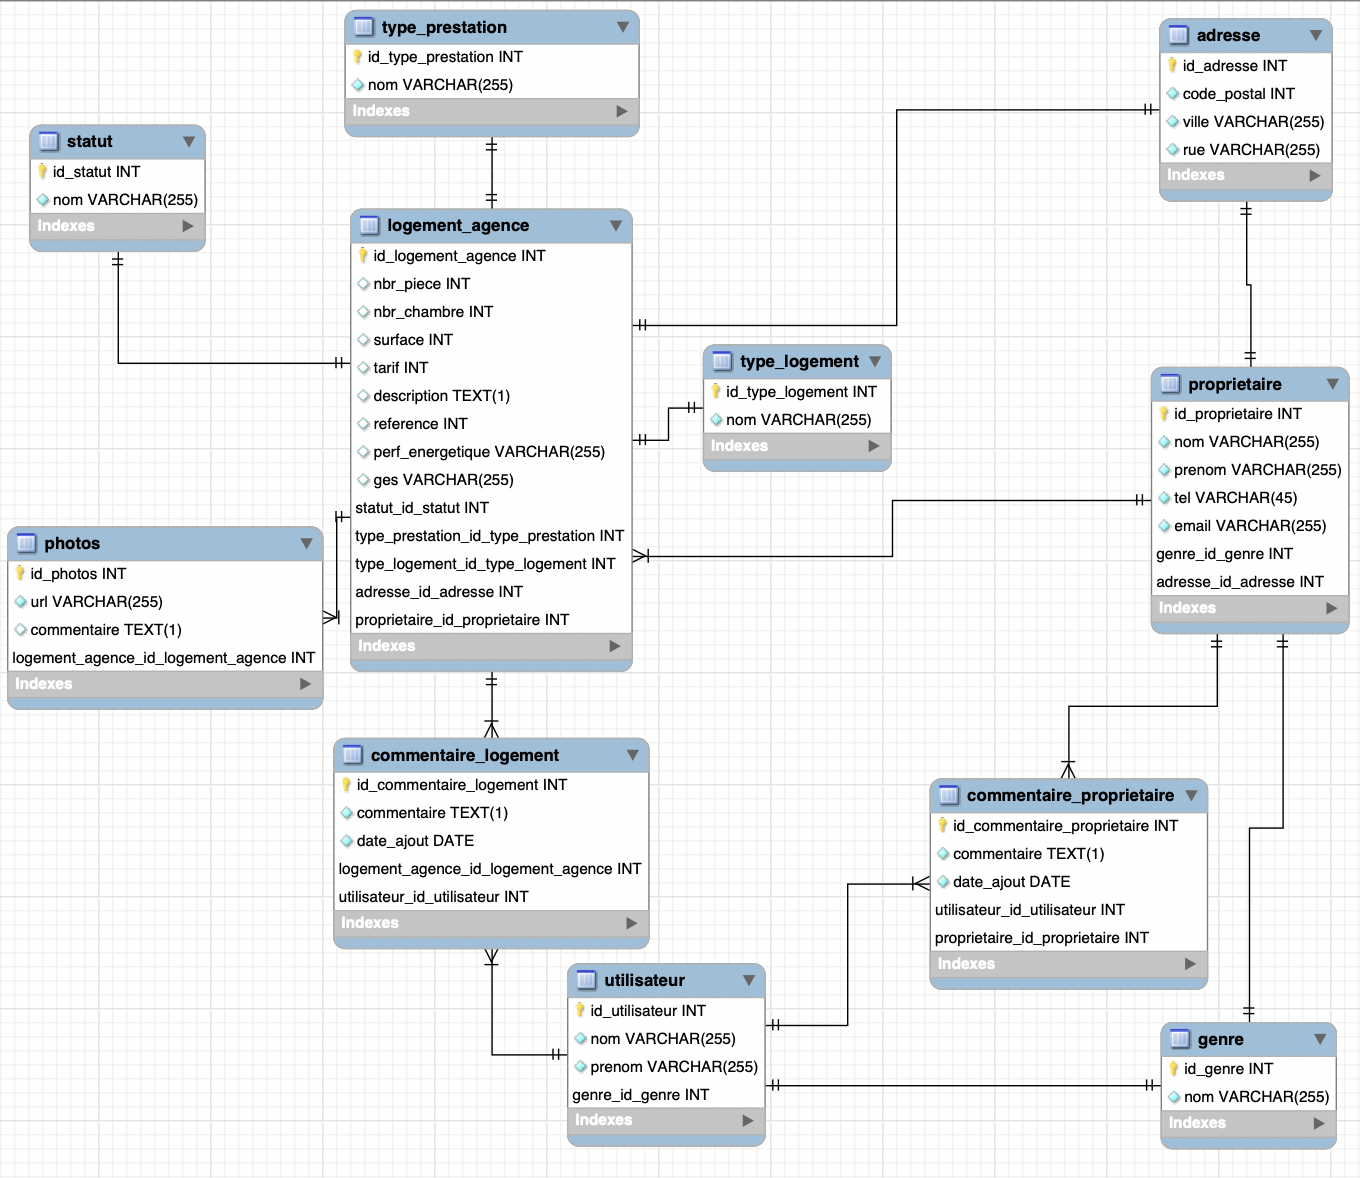 type_prestation
id_type_prestation INT
nom VARCHAR(255)
Indexes
adresse
id_adresse INT
code_postal INT
ville VARCHAR(255)
rue VARCHAR(255)
Indexes
statut
id_statut INT
nom VARCHAR(255)
Indexes
logement_agence
id_logement_agence INT
nbr_piece INT
nbr_chambre INT
surface INT
tarif INT
description TEXT(1)
reference INT
perf_energetique VARCHAR(255)
ges VARCHAR(255)
statut_id_statut INT
type_prestation_id_type_prestation INT
type_logement_id_type_logement INT
adresse_id_adresse INT
proprietaire_id_proprietaire INT
Indexes
type_logement
id_type_logement INT
nom VARCHAR(255)
Indexes
proprietaire
id_proprietaire INT
nom VARCHAR(255)
prenom VARCHAR(255)
tel VARCHAR(45)
email VARCHAR(255)
genre_id_genre INT
adresse_id_adresse INT
Indexes
photos
id_photos INT
url VARCHAR(255)
commentaire TEXT(1)
logement_agence_id_logement_agence INT
Indexes
commentaire_logement
id_commentaire_logement INT
commentaire TEXT(1)
date_ajout DATE
logement_agence_id_logement_agence INT
utilisateur_id_utilisateur INT
Indexes
commentaire_proprietaire
id_commentaire_proprietaire INT
commentaire TEXT(1)
date_ajout DATE
utilisateur_id_utilisateur INT
proprietaire_id_proprietaire INT
Indexes
utilisateur
id_utilisateur INT
nom VARCHAR(255)
prenom VARCHAR(255)
genre_id_genre INT
Indexes
genre
id_genre INT
nom VARCHAR(255)
Indexes